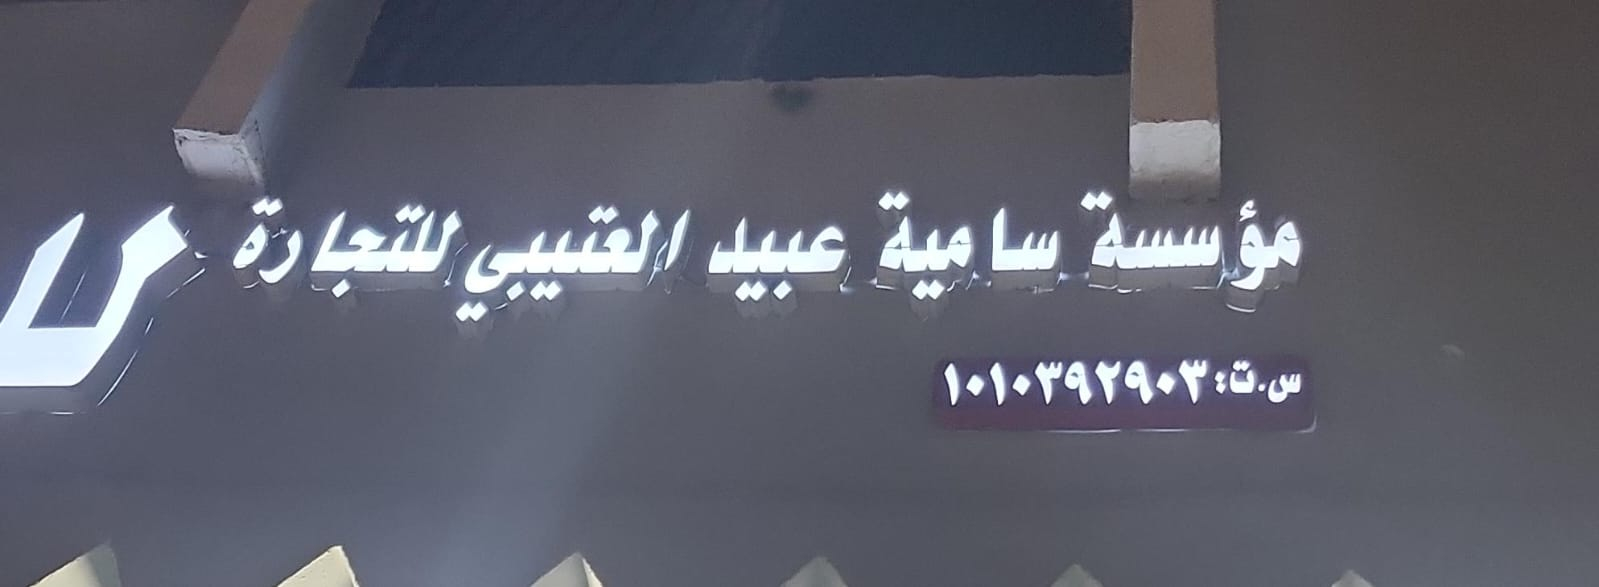 مؤسسة سامية عبيد العتيبي للتجارة
س.ت: ١٠١٠٣٩٢٩٠٣